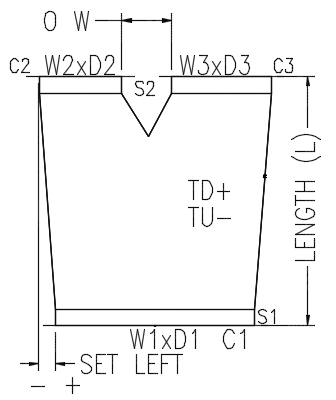 O W
C2 W2xD2 W3xD3 C3
S2
TD+
TU-
LENGTH (L)
S1
W1xD1 C1
SET LEFT
- +